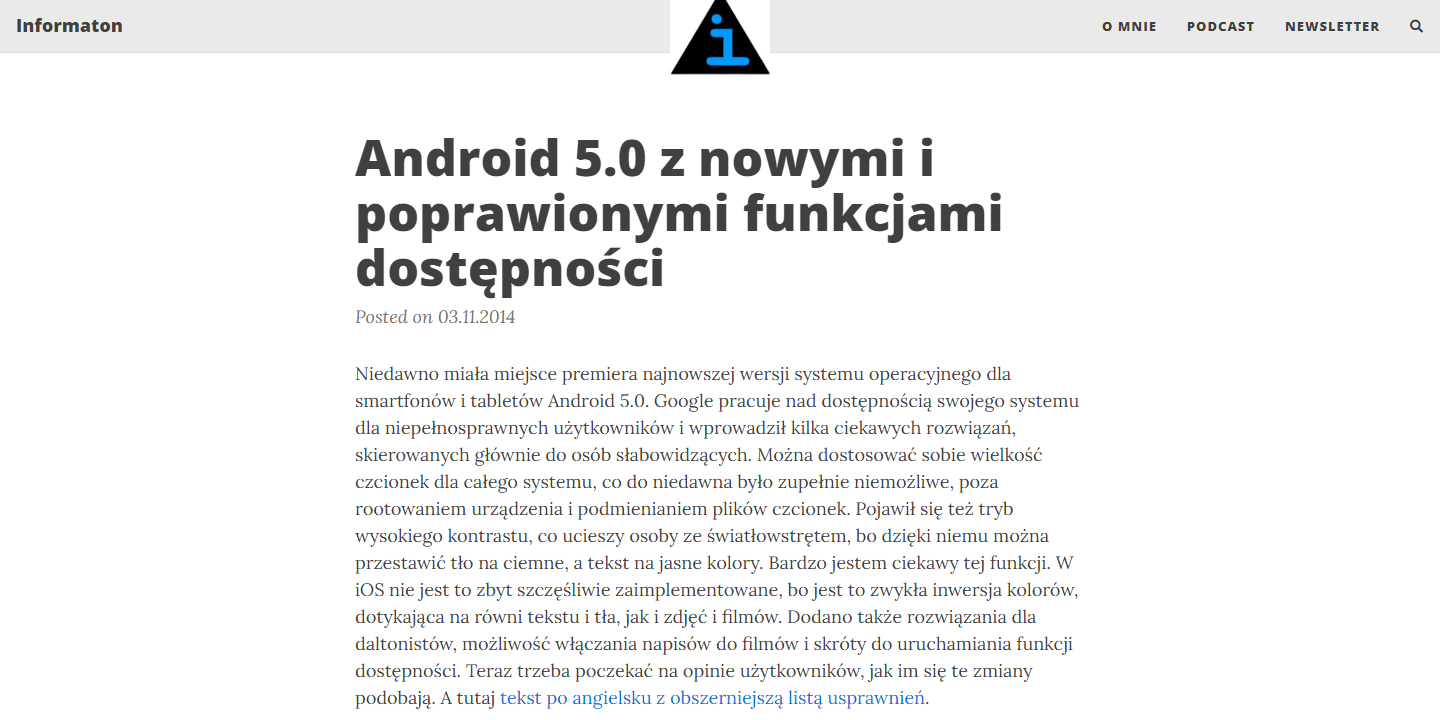 Informaton
i
O MNIE PODCAST NEWSLETTER
Android 5.0 z nowymi i
poprawionymi funkcjami
dostępności
Posted on 03.11.2014
Niedawno miała miejsce premiera najnowszej wersji systemu operacyjnego dla
smartfonów i tabletów Android 5.0. Google pracuje nad dostępnością swojego systemu
dla niepełnosprawnych użytkowników i wprowadził kilka ciekawych rozwiązań,
skierowanych głównie do osób słabowidzących. Można dostosować sobie wielkość
czcionek dla całego systemu, co do niedawna było zupełnie niemożliwe, poza
rootowaniem urządzenia i podmienianiem plików czcionek. Pojawił się też tryb
wysokiego kontrastu, co ucieszy osoby ze światłowstrętem, bo dzięki niemu można
przestawić tło na ciemne, a tekst na jasne kolory. Bardzo jestem ciekawy tej funkcji. W
iOS nie jest to zbyt szczęśliwie zaimplementowane, bo jest to zwykła inwersja kolorów,
dotykająca na równi tekstu i tła, jak i zdjęć i filmów. Dodano także rozwiązania dla
daltonistów, możliwość włączania napisów do filmów i skróty do uruchamiania funkcji
dostępności. Teraz trzeba poczekać na opinie użytkowników, jak im się te zmiany
podobają. A tutaj tekst po angielsku z obszerniejszą listą usprawnień.